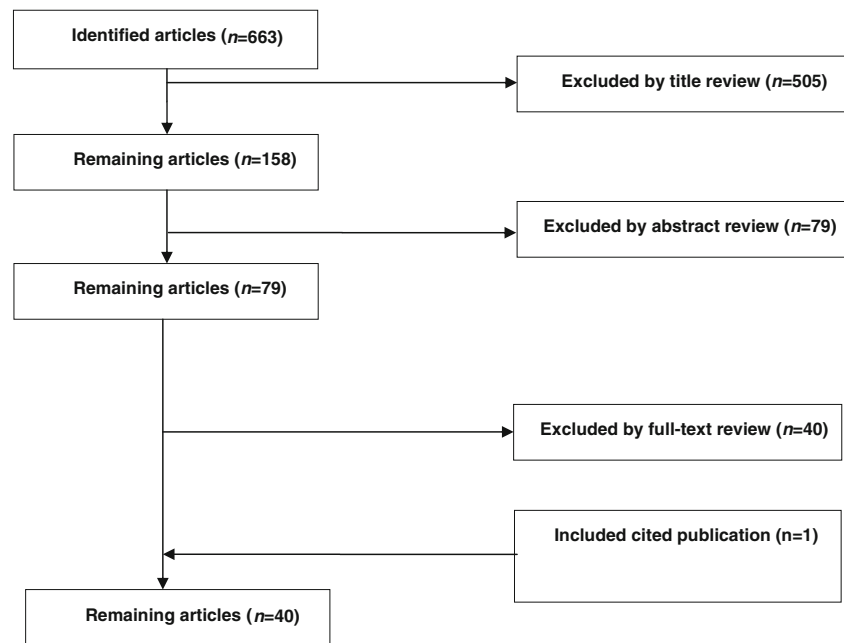 Identified articles (n=663)
Excluded by title review (n=505)
Remaining articles (n=158)
Excluded by abstract review (n=79)
Remaining articles (n=79)
Excluded by full-text review (n=40)
Included cited publication (n=1)
Remaining articles (n=40)